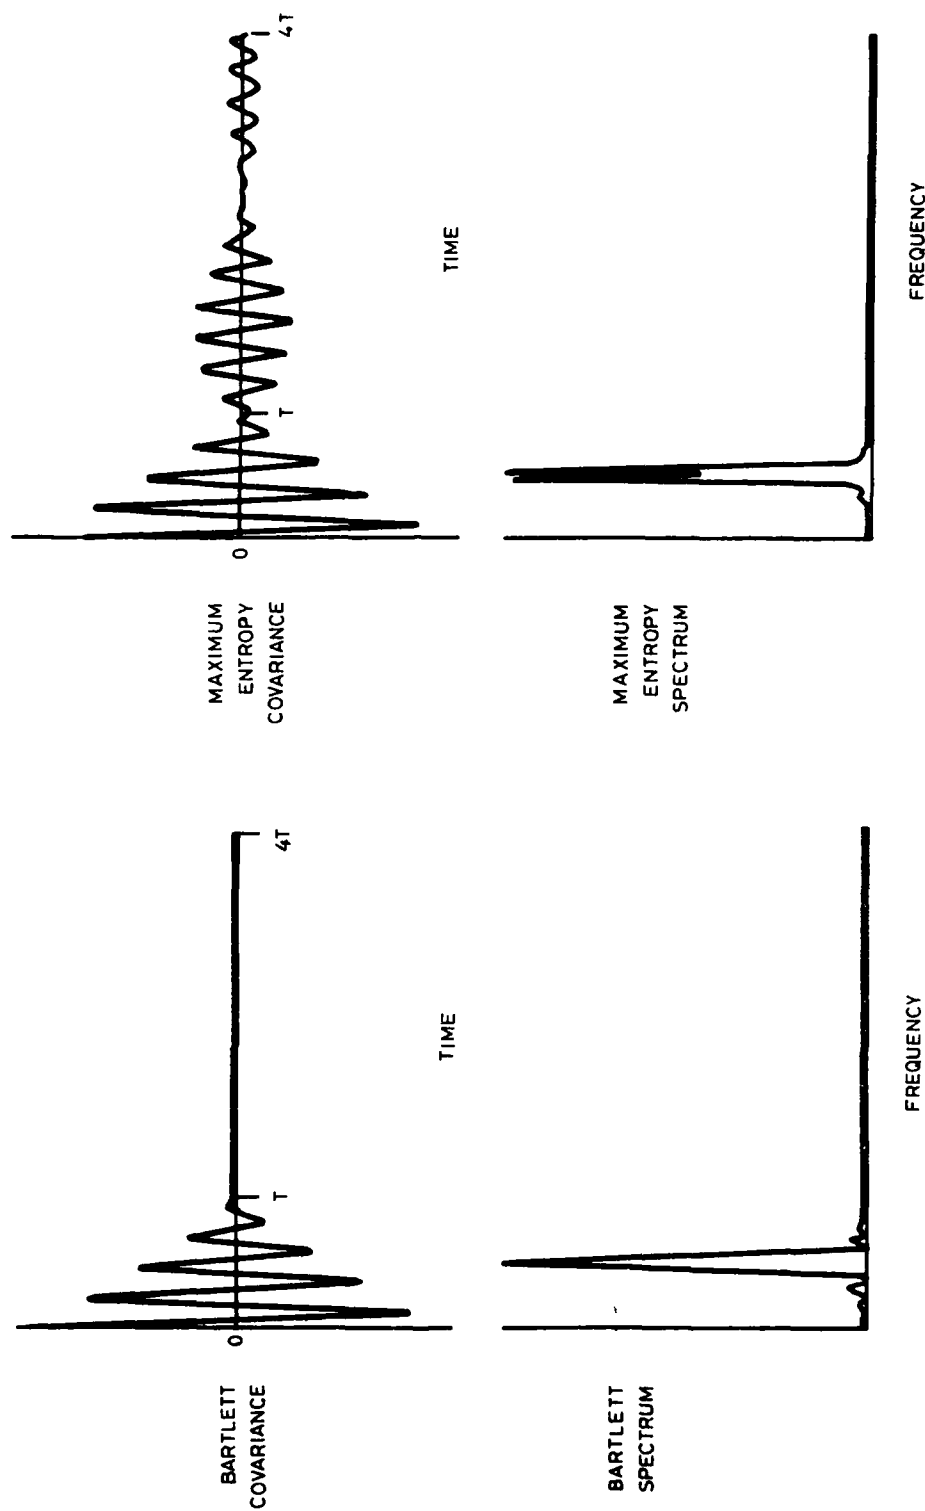 BARTLETT
COVARIANCE
0
T
4T
TIME
MAXIMUM
ENTROPY
COVARIANCE
0
T
4T
TIME
BARTLETT
SPECTRUM
FREQUENCY
MAXIMUM
ENTROPY
SPECTRUM
FREQUENCY